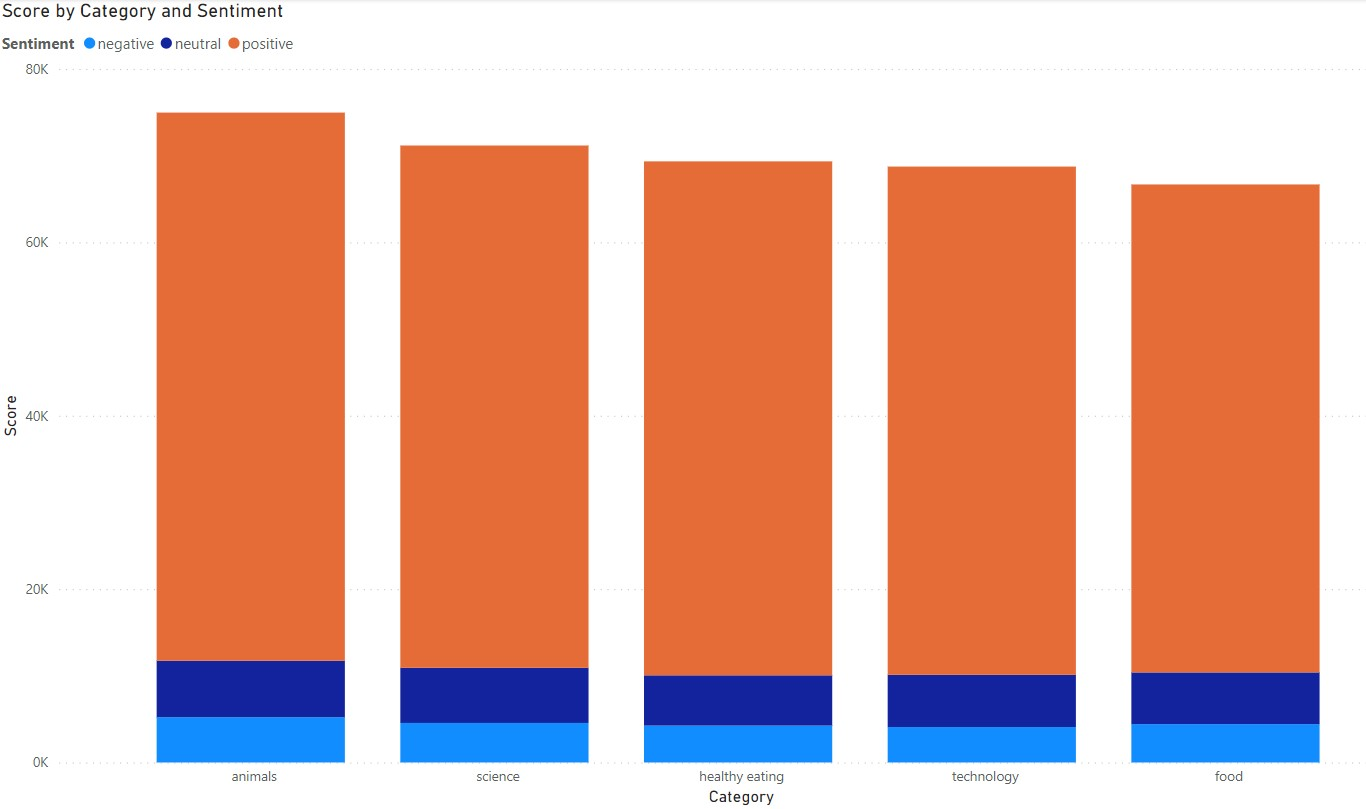 Score by Category and Sentiment
Sentiment negative neutral positive
80K
60K
40K
20K
0K
Score
animals science healthy eating technology food
Category